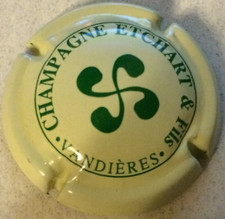 CHAMPAGNE ETCHART & Fils
• VANDIÈRES •